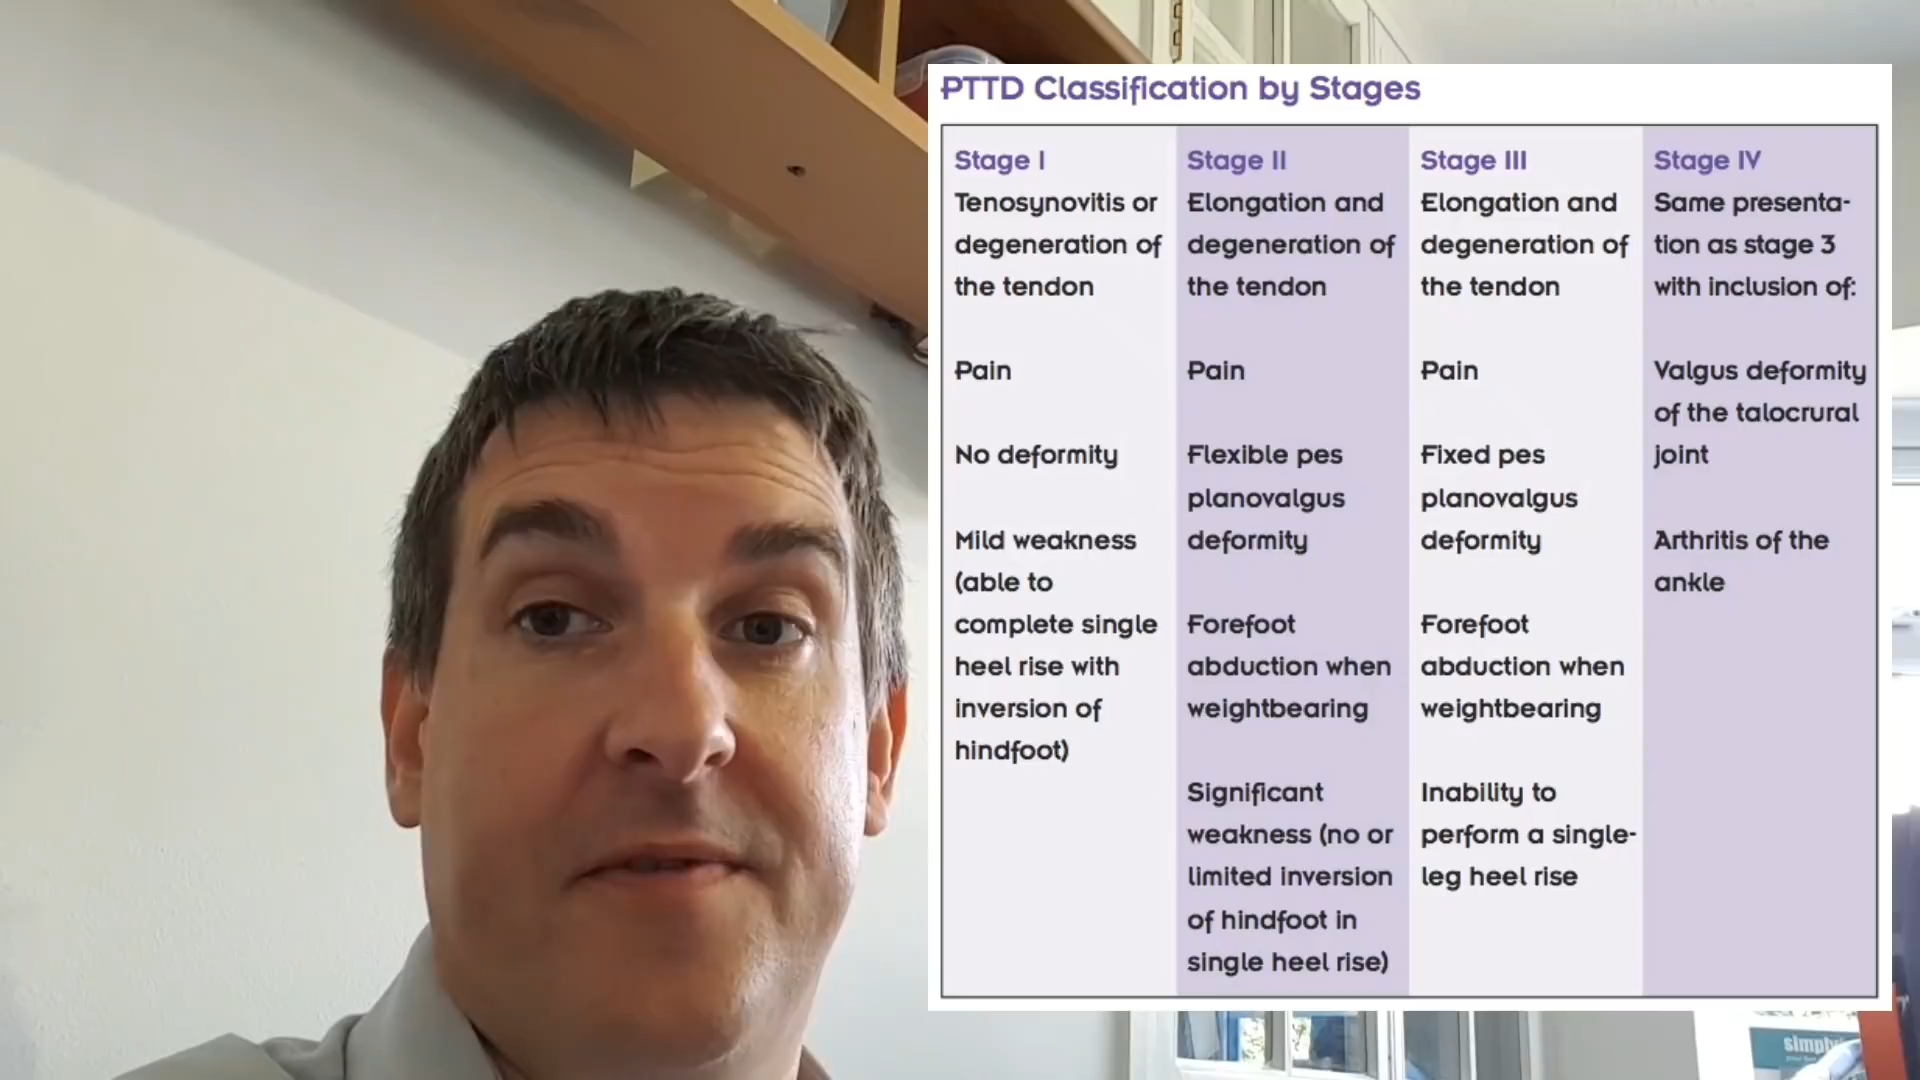 PTTD Classification by Stages
Stage I
Tenosynovitis or
degeneration of
the tendon
Pain
No deformity
Mild weakness
(able to
complete single
heel rise with
inversion of
hindfoot)
Stage II
Elongation and
degeneration of
the tendon
Pain
Flexible pes
planovalgus
deformity
Forefoot
abduction when
weightbearing
Significant
weakness (no or
limited inversion
of hindfoot in
single heel rise)
Stage III
Elongation and
degeneration of
the tendon
Pain
Fixed pes
planovalgus
deformity
Forefoot
abduction when
weightbearing
Inability to
perform a single-
leg heel rise
Stage IV
Same presenta-
tion as stage 3
with inclusion of:
Valgus deformity
of the talocrural
joint
Arthritis of the
ankle